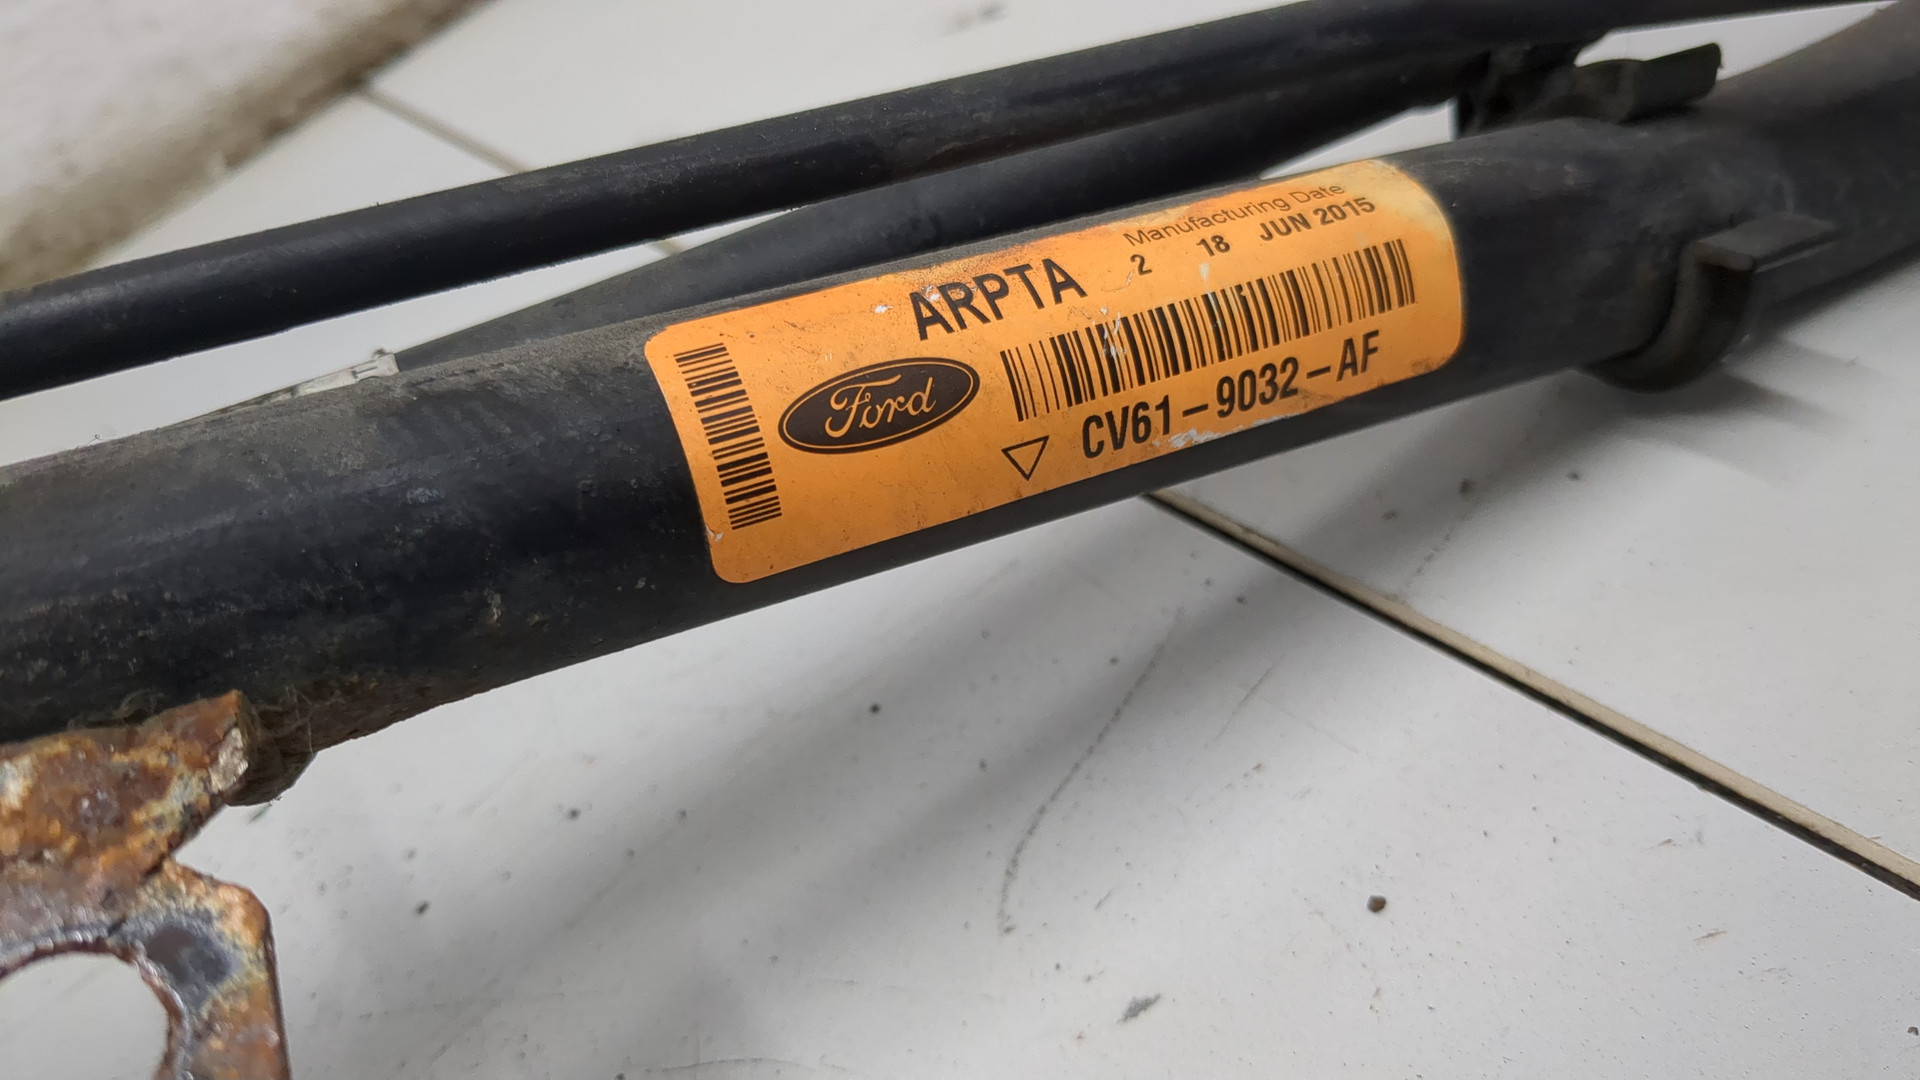 ARPTA
Manufacturing Date
2 18 JUN 2015
Ford
CV61-9032-AF